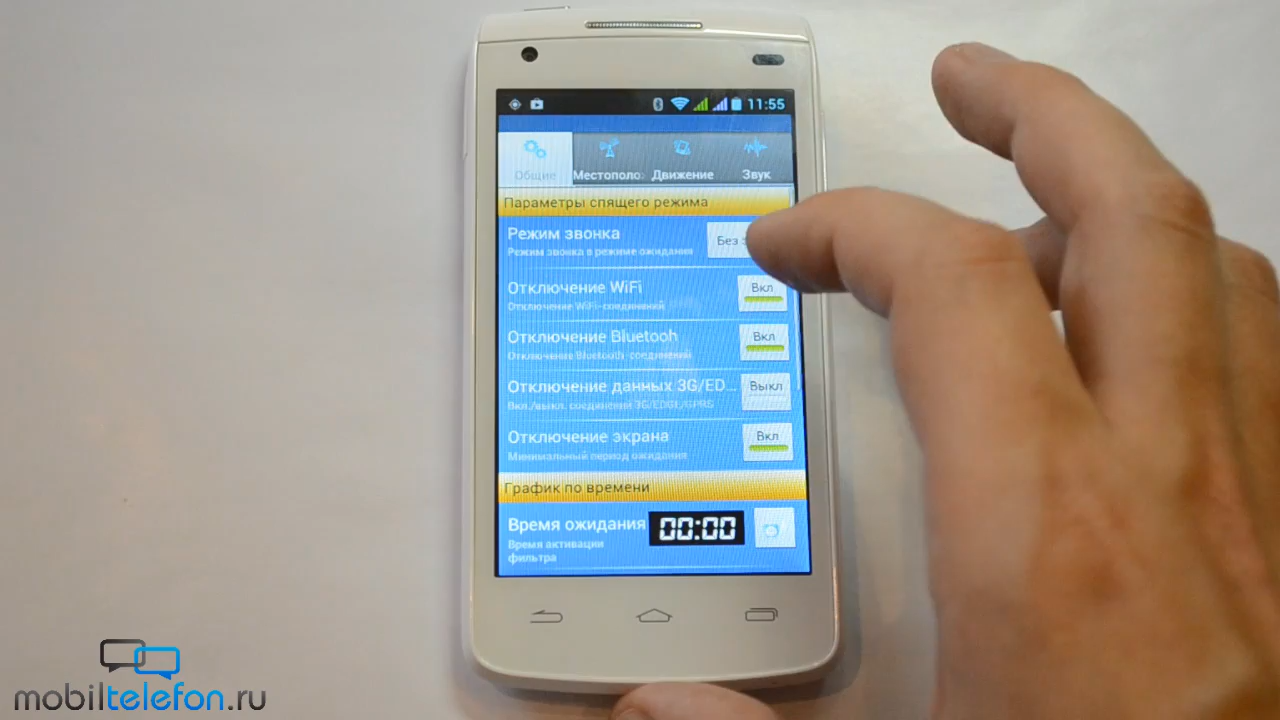 11:55
Общие
Местополо
Движение
Звук
Параметры спящего режима
Режим звонка
Без
Режим звонка в режиме ожидания
Отключение WiFi
Вкл
Отключение WiFi-соединений
Отключение Bluetooh
Вкл
Отключение Bluetooth-соединений
Отключение данных 3G/ED...
Выкл
Вкл./выкл. соединения 3G/EDGE/GPRS
Отключение экрана
Вкл
Минимальный период ожидания
График по времени
Время ожидания
00:00
Время активации
фильтра
mobiltelefon.ru